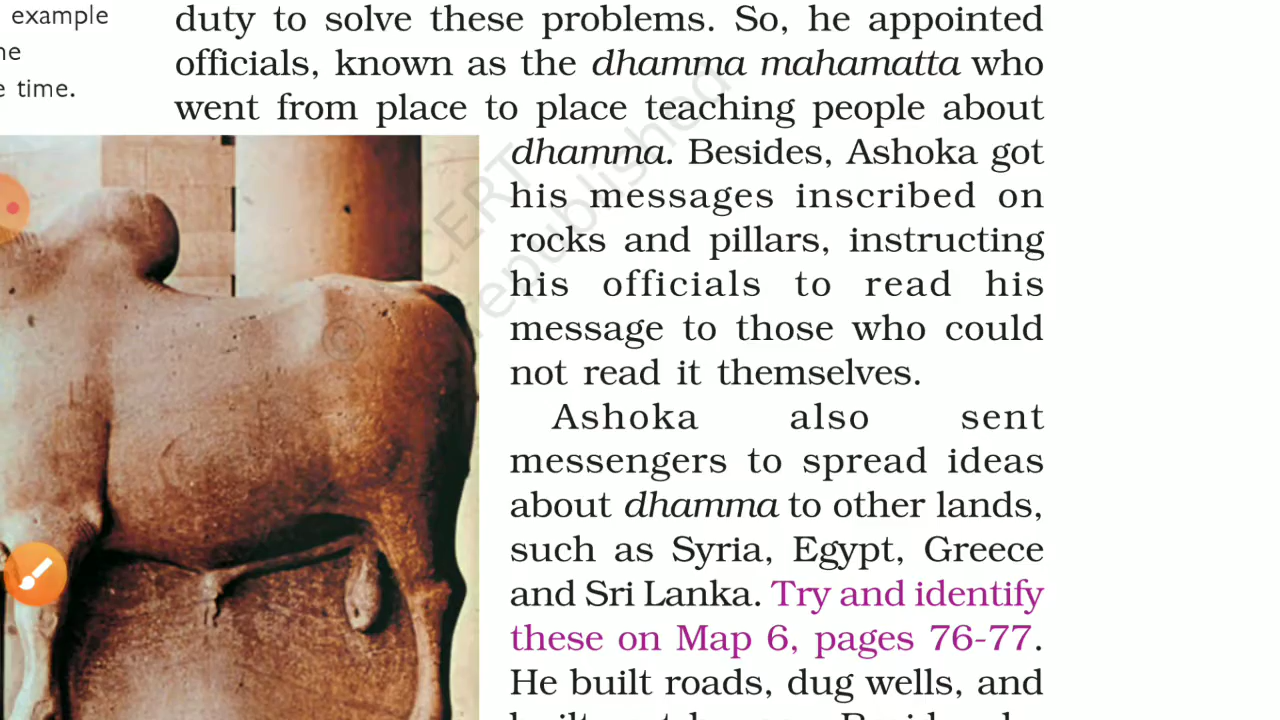 example
ne
e time.
duty to solve these problems. So, he appointed
officials, known as the dhamma mahamatta who
went from place to place teaching people about
dhamma. Besides, Ashoka got
his messages inscribed on
rocks and pillars, instructing
his officials to read his
message to those who could
not read it themselves.
Ashoka also sent
messengers to spread ideas
about dhamma to other lands,
such as Syria, Egypt, Greece
and Sri Lanka. Try and identify
these on Map 6, pages 76-77.
He built roads, dug wells, and
© NCERT
republished